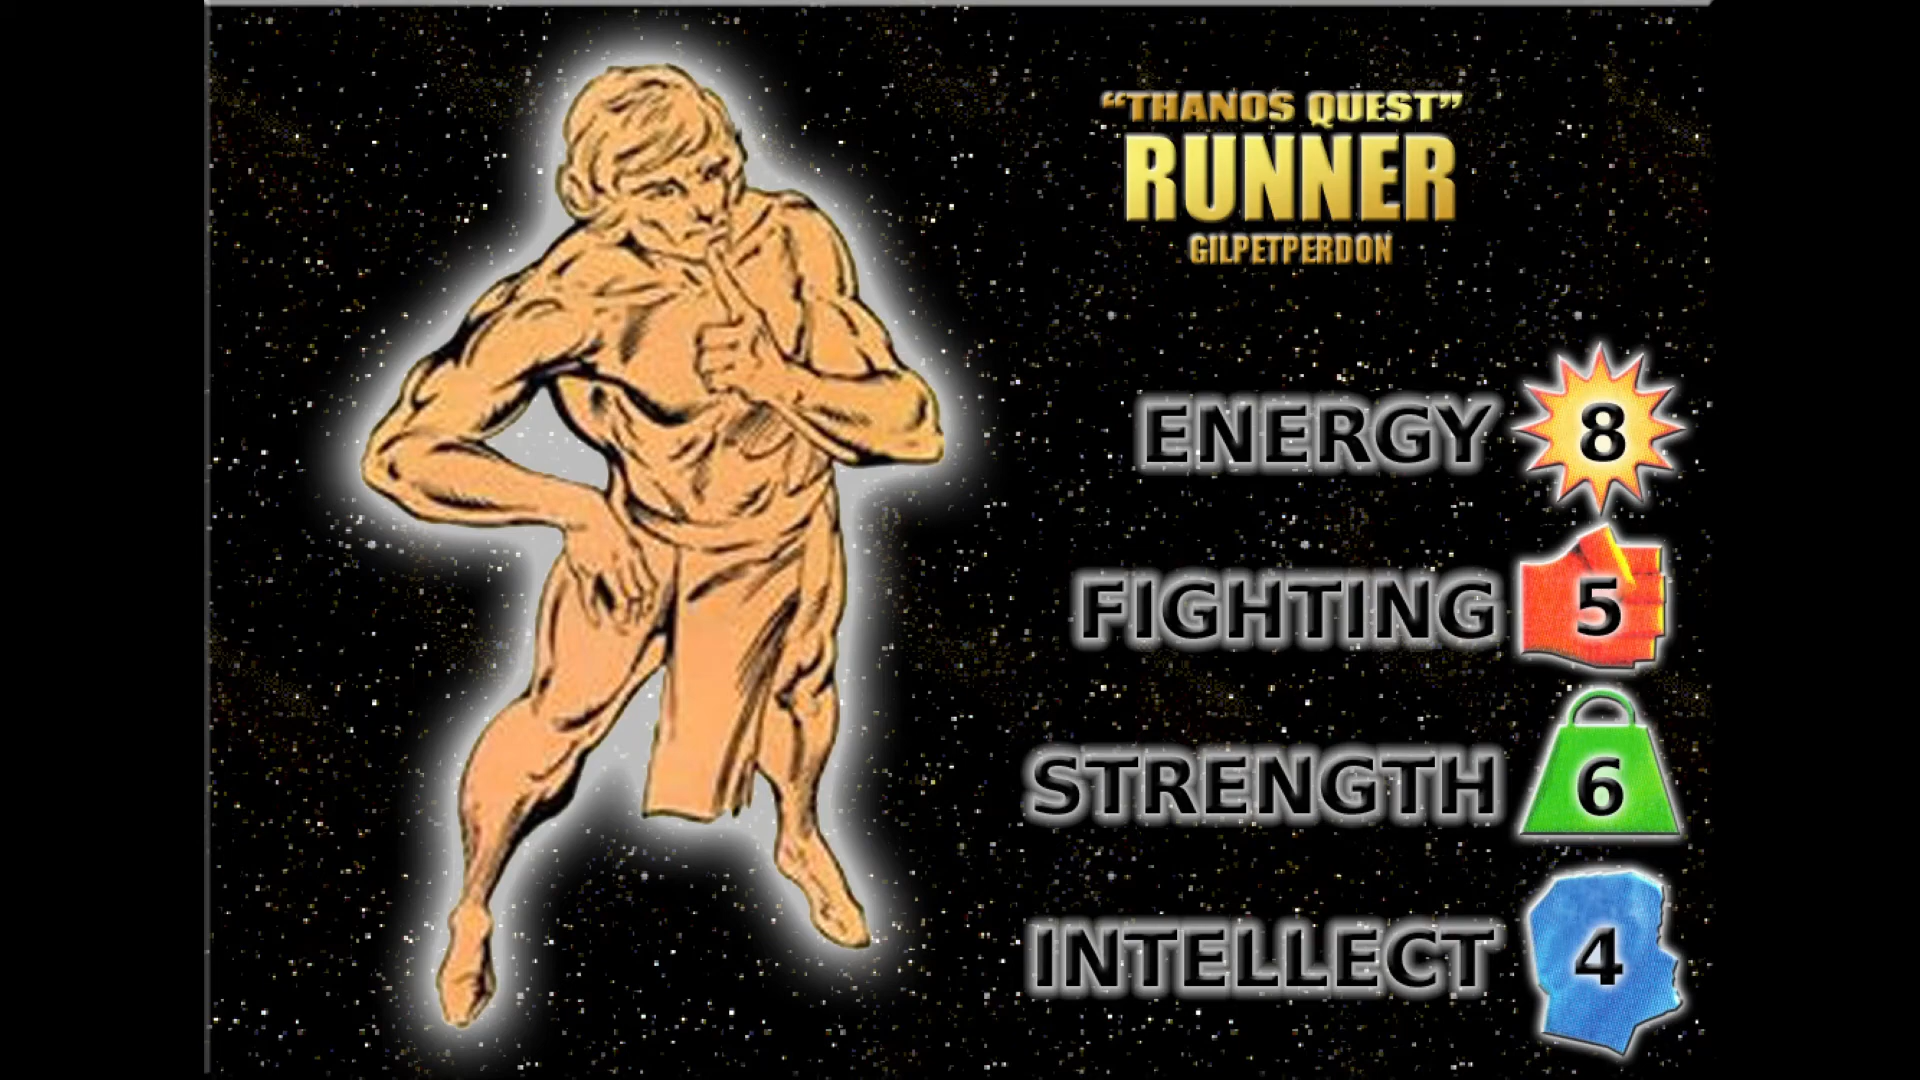 “THANOS QUEST”
RUNNER
GILPETPERDON
ENERGY 8
FIGHTING 5
STRENGTH 6
INTELLECT 4